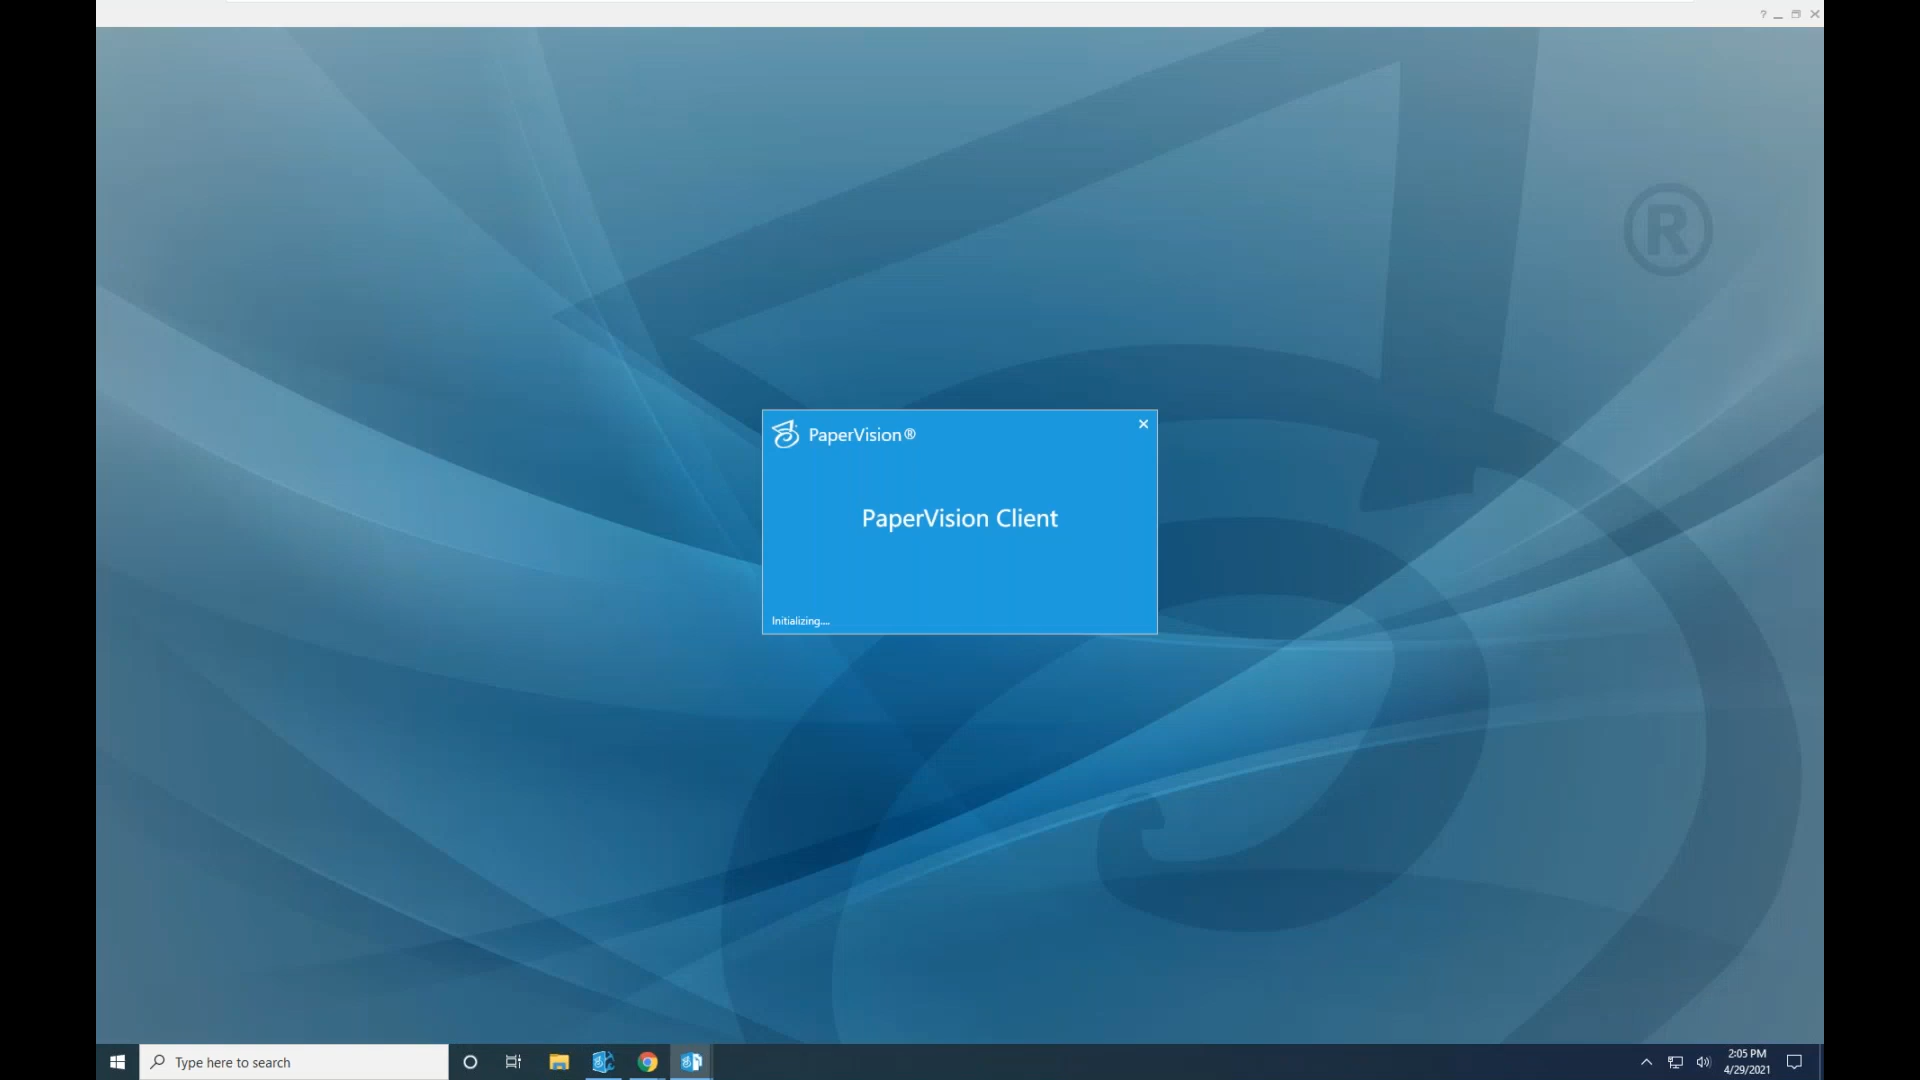 ?
®
PaperVision®
PaperVision Client
Initializing....
Type here to search
2:05 PM
4/29/2021